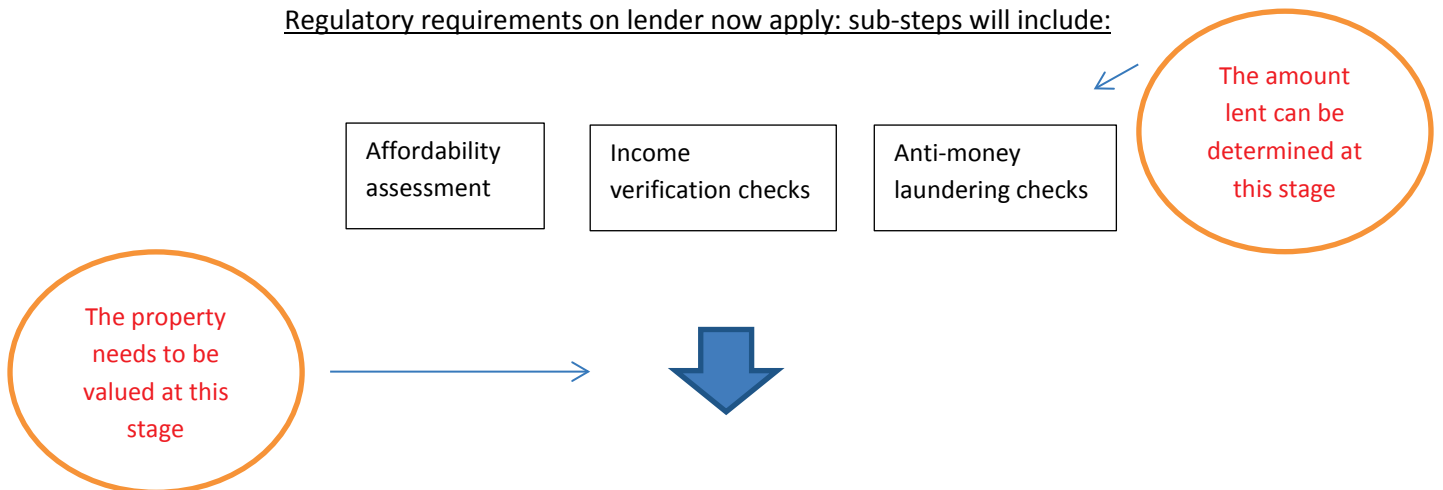 Regulatory requirements on lender now apply: sub-steps will include:
The amount
lent can be
determined at
this stage
Affordability
assessment
Income
verification checks
Anti-money
laundering checks
The property
needs to be
valued at this
stage